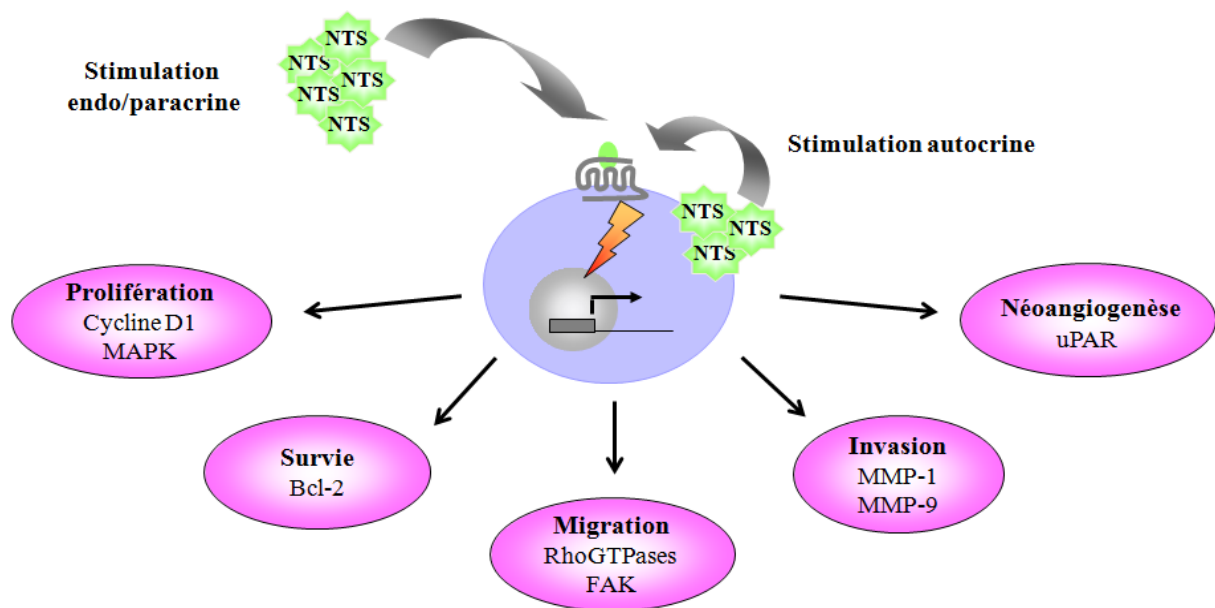 NTS
NTS
NTS
NTS
NTS
Stimulation
endo/paracrine
Stimulation autocrine
NTS
NTS
NTS
Prolifération
Cycline D1
MAPK
Néoangiogenèse
uPAR
Survie
Bcl-2
Invasion
MMP-1
MMP-9
Migration
RhoGTPases
FAK